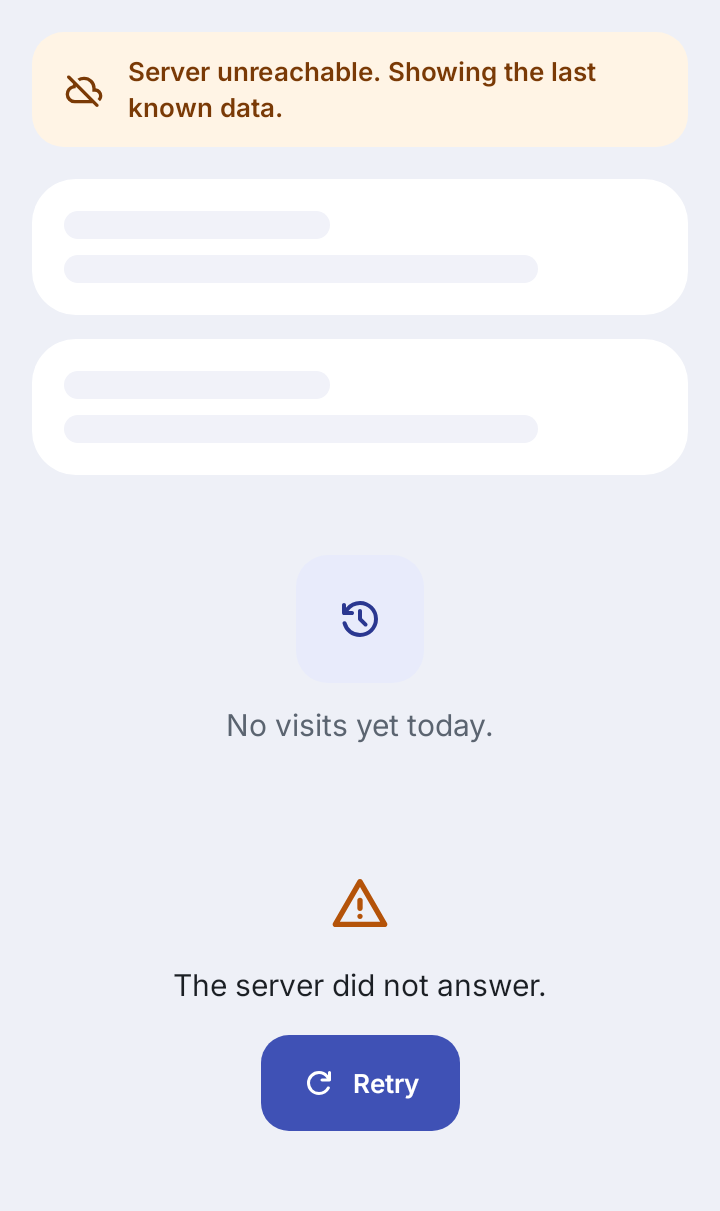 Server unreachable. Showing the last
known data.
No visits yet today.
The server did not answer.
Retry